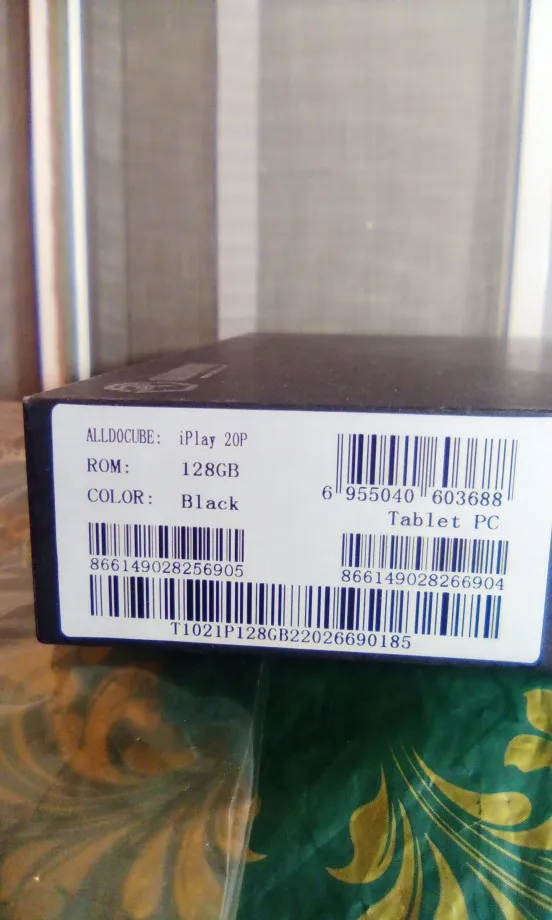 ALLDOCUBE: iPlay 20P
ROM: 128GB
COLOR: Black
6 955040 603688
Tablet PC
866149028256905
866149028266904
T1021P128GB22026690185